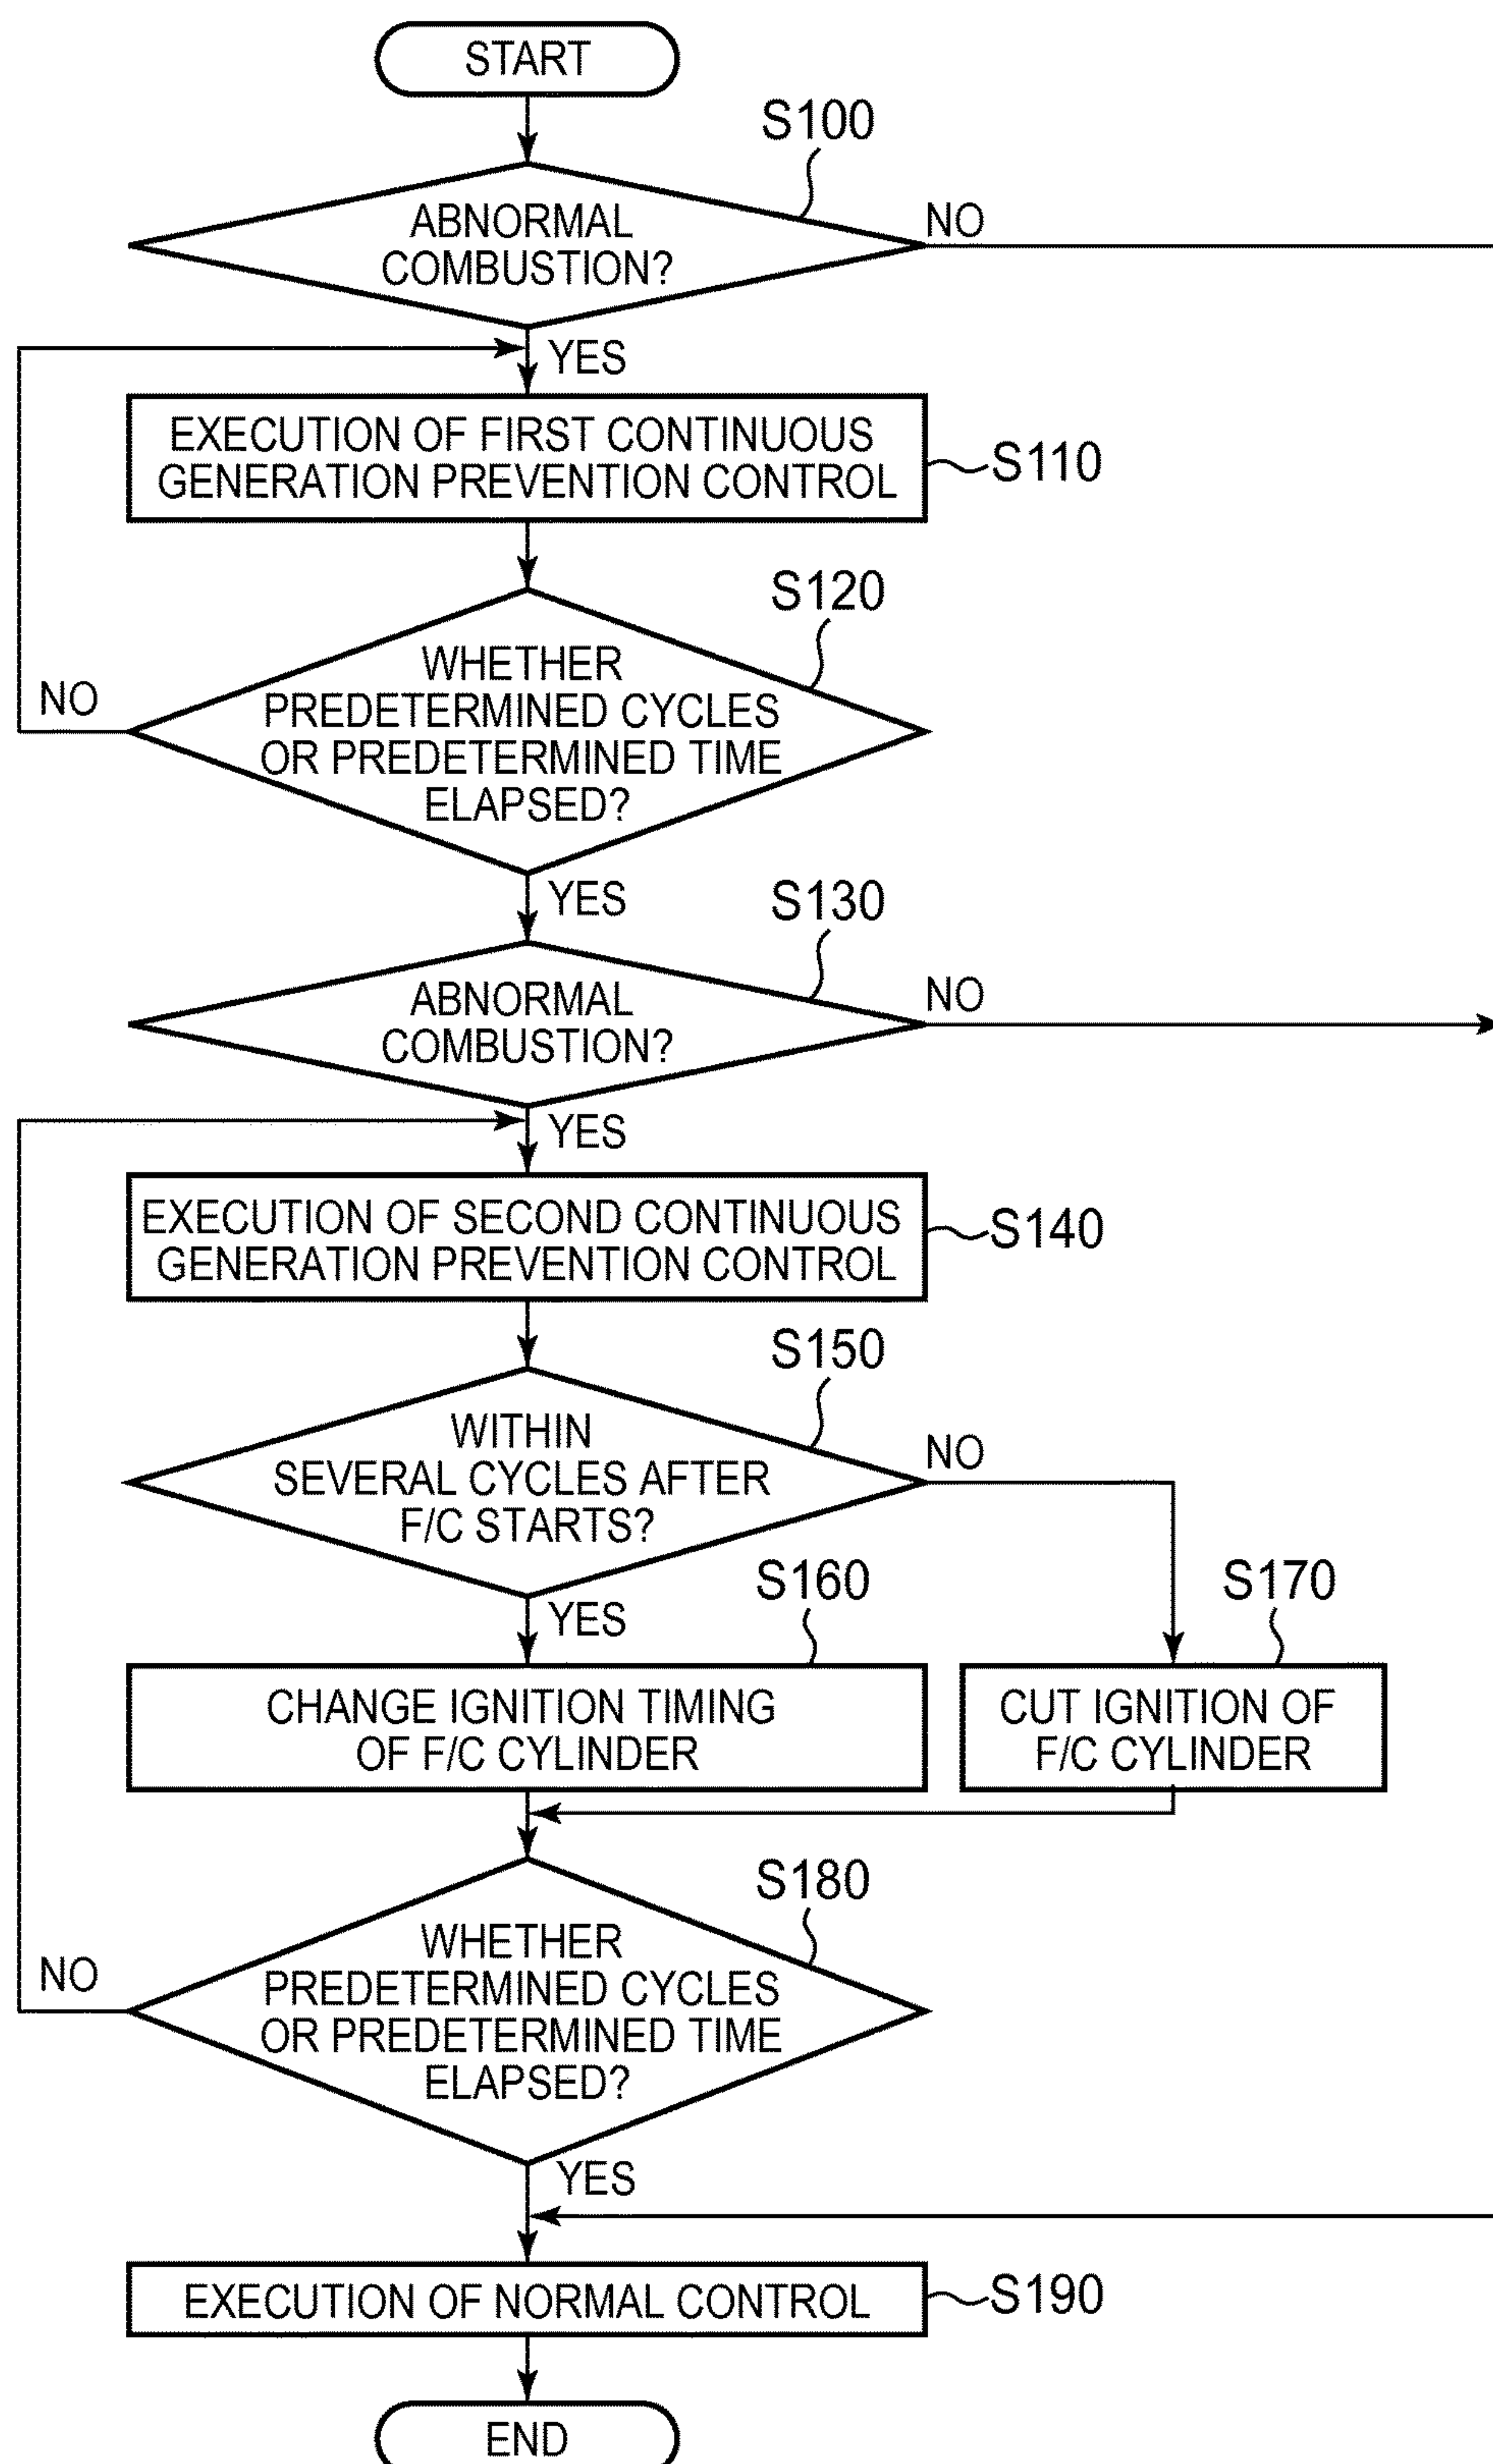 START
S100
ABNORMAL
COMBUSTION?
NO
YES
EXECUTION OF FIRST CONTINUOUS
GENERATION PREVENTION CONTROL
S110
S120
WHETHER
PREDETERMINED CYCLES
OR PREDETERMINED TIME
ELAPSED?
NO
YES
S130
ABNORMAL
COMBUSTION?
NO
YES
EXECUTION OF SECOND CONTINUOUS
GENERATION PREVENTION CONTROL
S140
S150
WITHIN
SEVERAL CYCLES AFTER
F/C STARTS?
NO
YES
S160
CHANGE IGNITION TIMING
OF F/C CYLINDER
S170
CUT IGNITION OF
F/C CYLINDER
S180
WHETHER
PREDETERMINED CYCLES
OR PREDETERMINED TIME
ELAPSED?
NO
YES
EXECUTION OF NORMAL CONTROL
S190
END